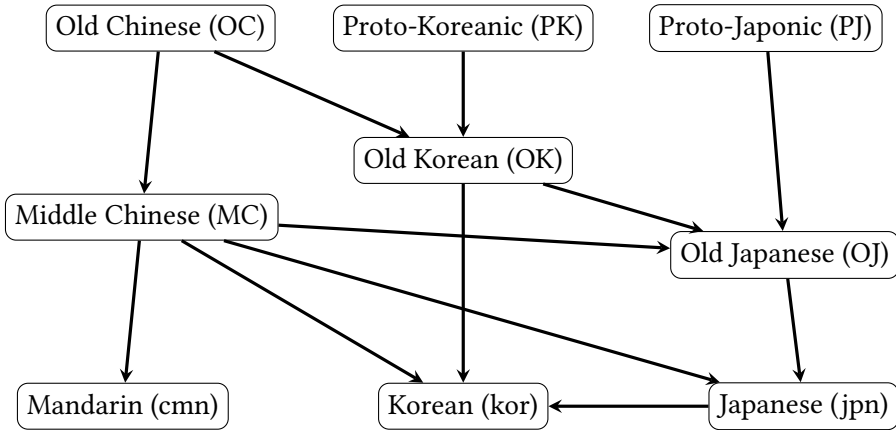 Old Chinese (OC)
Proto-Koreanic (PK)
Proto-Japonic (PJ)
Old Korean (OK)
Middle Chinese (MC)
Old Japanese (OJ)
Mandarin (cmn)
Korean (kor)
Japanese (jpn)